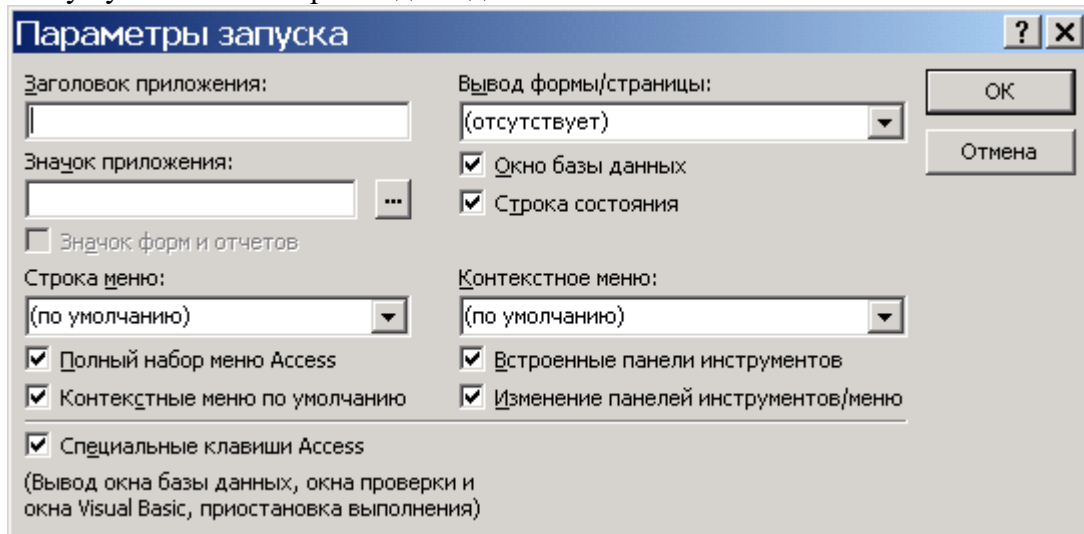 Параметры запуска
Заголовок приложения:
Вывод формы/страницы:
ОК
(отсутствует)
Отмена
Значок приложения:
Окно базы данных
...
Строка состояния
Значок форм и отчетов
Строка меню:
Контекстное меню:
(по умолчанию)
(по умолчанию)
Полный набор меню Access
Встроенные панели инструментов
Контекстные меню по умолчанию
Изменение панелей инструментов/меню
Специальные клавиши Access
(Вывод окна базы данных, окна проверки и
окна Visual Basic, приостановка выполнения)